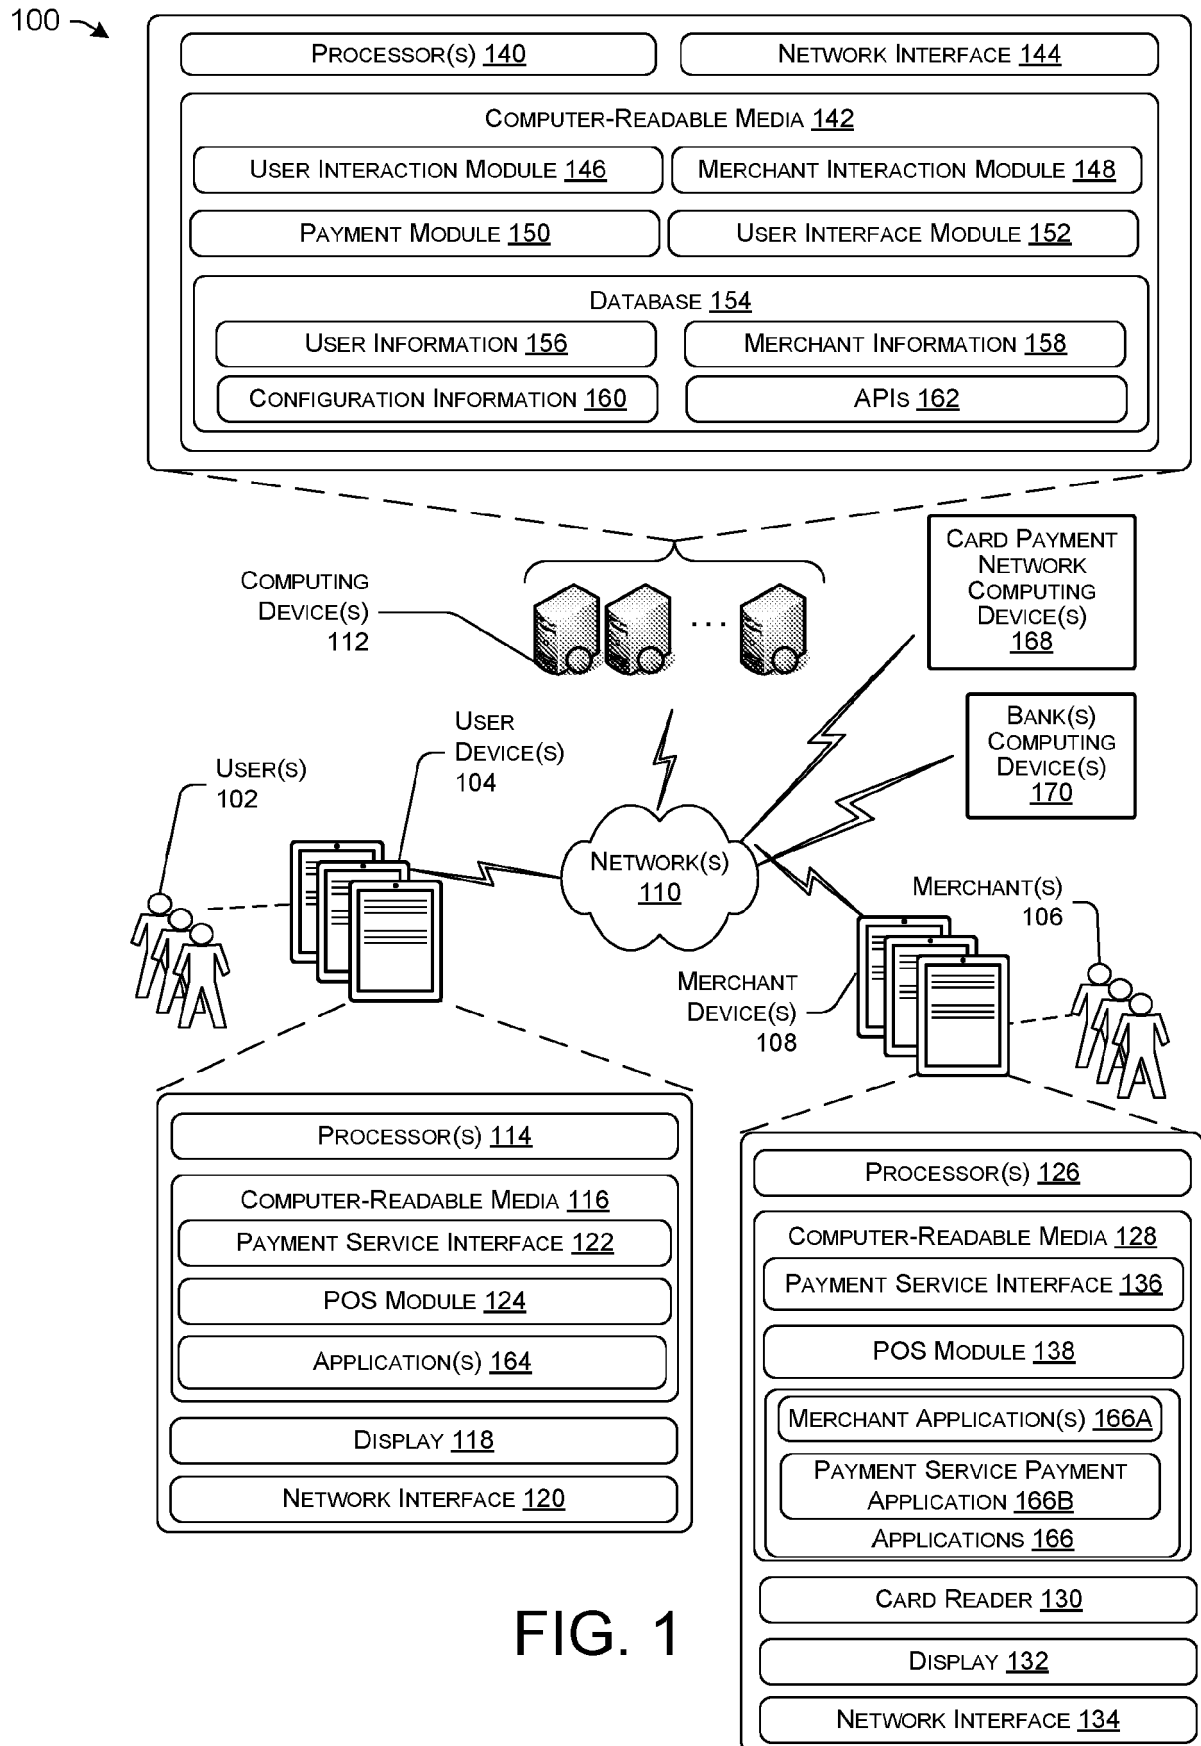 100
PROCESSOR(S) 140
NETWORK INTERFACE 144
COMPUTER-READABLE MEDIA 142
USER INTERACTION MODULE 146
MERCHANT INTERACTION MODULE 148
PAYMENT MODULE 150
USER INTERFACE MODULE 152
DATABASE 154
USER INFORMATION 156
MERCHANT INFORMATION 158
CONFIGURATION INFORMATION 160
APIS 162
COMPUTING
DEVICE(S)
112
...
CARD PAYMENT
NETWORK
COMPUTING
DEVICE(S)
168
BANK(S)
COMPUTING
DEVICE(S)
170
USER
DEVICE(S)
104
USER(S)
102
NETWORK(S)
110
MERCHANT(S)
106
MERCHANT
DEVICE(S)
108
PROCESSOR(S) 114
COMPUTER-READABLE MEDIA 116
PAYMENT SERVICE INTERFACE 122
POS MODULE 124
APPLICATION(S) 164
DISPLAY 118
NETWORK INTERFACE 120
PROCESSOR(S) 126
COMPUTER-READABLE MEDIA 128
PAYMENT SERVICE INTERFACE 136
POS MODULE 138
MERCHANT APPLICATION(S) 166A
PAYMENT SERVICE PAYMENT
APPLICATION 166B
APPLICATIONS 166
CARD READER 130
DISPLAY 132
NETWORK INTERFACE 134
FIG. 1